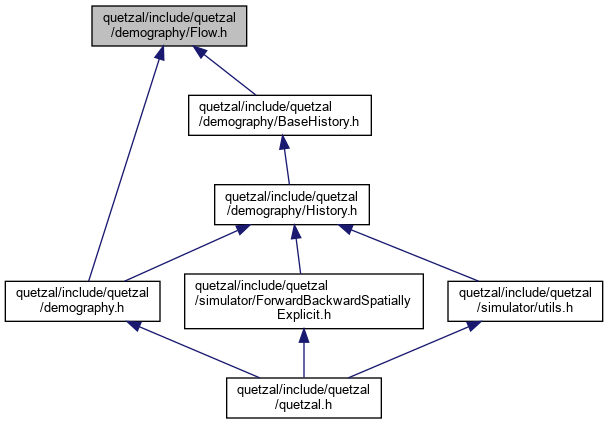 quetzal/include/quetzal
/demography/Flow.h
quetzal/include/quetzal
/demography/BaseHistory.h
quetzal/include/quetzal
/demography/History.h
quetzal/include/quetzal
/demography.h
quetzal/include/quetzal
/simulator/ForwardBackwardSpatially
Explicit.h
quetzal/include/quetzal
/simulator/utils.h
quetzal/include/quetzal
/quetzal.h